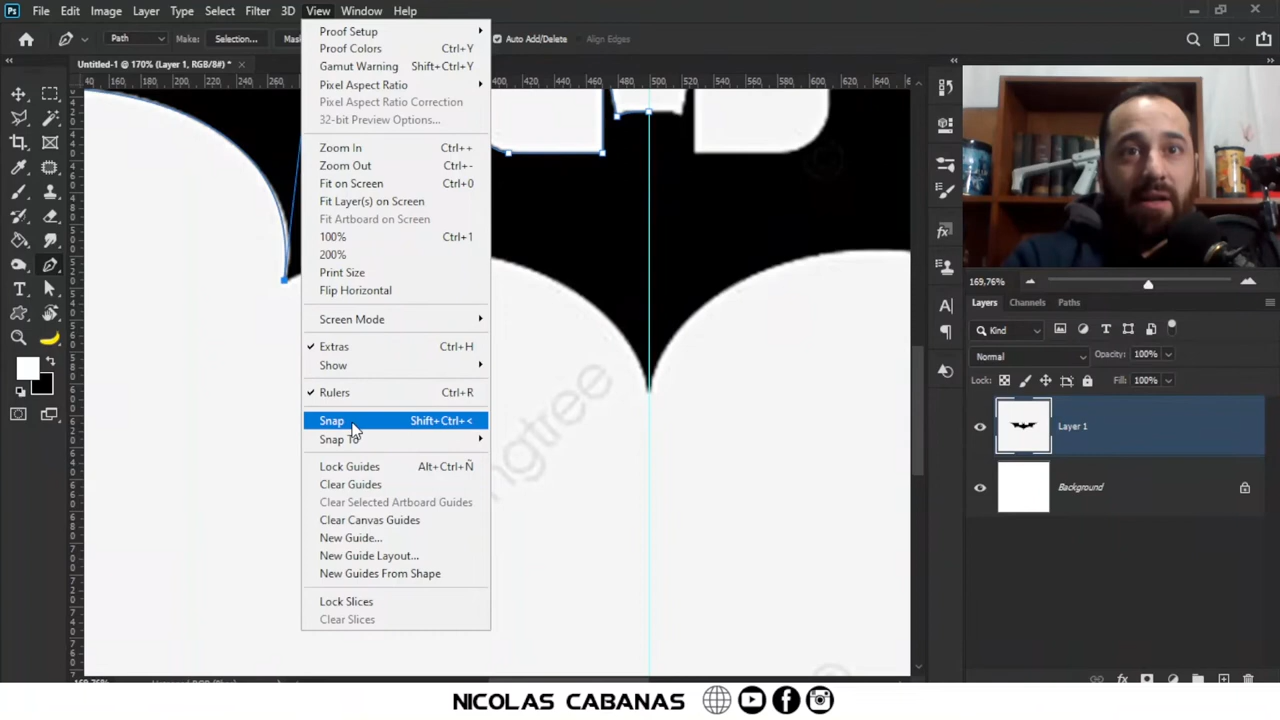 Ps File Edit Image Layer Type Select Filter 3D View Window Help
Path Make: Selection... Mas Auto Add/Delete Align Edges
Untitled-1 @ 170% (Layer 1, RGB/8#) *
Proof Setup
Proof Colors Ctrl+Y
Gamut Warning Shift+Ctrl+Y
Pixel Aspect Ratio
Pixel Aspect Ratio Correction
32-bit Preview Options...
Zoom In Ctrl++
Zoom Out Ctrl+-
Fit on Screen Ctrl+0
Fit Layer(s) on Screen
Fit Artboard on Screen
100% Ctrl+1
200%
Print Size
Flip Horizontal
Screen Mode
Extras Ctrl+H
Show
Rulers Ctrl+R
Snap Shift+Ctrl+<
Snap To
Lock Guides Alt+Ctrl+Ñ
Clear Guides
Clear Selected Artboard Guides
Clear Canvas Guides
New Guide...
New Guide Layout...
New Guides From Shape
Lock Slices
Clear Slices
169,76%
Layers Channels Paths
Kind
Normal Opacity: 100%
Lock: Fill: 100%
Layer 1
Background
NICOLAS CABANAS